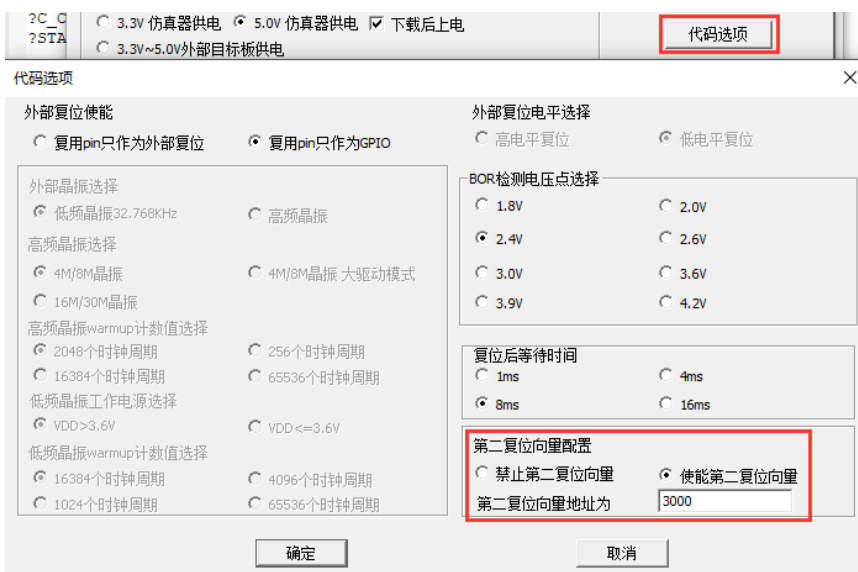 ?C_C
○ 3.3V 仿真器供电 ⦿ 5.0V 仿真器供电 ☑ 下载后上电
?STA
○ 3.3V~5.0V外部目标板供电
代码选项
代码选项
外部复位使能
复用pin只作为外部复位 复用pin只作为GPIO
外部晶振选择
低频晶振32.768KHz 高频晶振
高频晶振选择
4M/8M晶振 4M/8M晶振 大驱动模式
16M/30M晶振
高频晶振warmup计数值选择
2048个时钟周期 256个时钟周期
16384个时钟周期 65536个时钟周期
低频晶振工作电源选择
VDD>3.6V VDD<=3.6V
低频晶振warmup计数值选择
16384个时钟周期 4096个时钟周期
1024个时钟周期 65536个时钟周期
外部复位电平选择
高电平复位 低电平复位
BOR检测电压点选择
1.8V 2.0V
2.4V 2.6V
3.0V 3.6V
3.9V 4.2V
复位后等待时间
1ms 4ms
8ms 16ms
第二复位向量配置
禁止第二复位向量 使能第二复位向量
第二复位向量地址为 3000
确定 取消